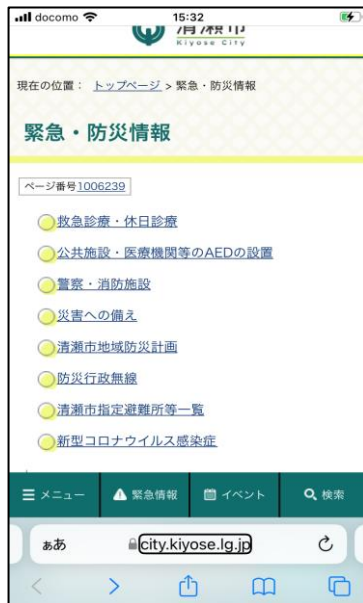 docomo 15:32
清瀬市
Kiyose City
現在の位置： トップページ > 緊急・防災情報
緊急・防災情報
ページ番号1006239
救急診療・休日診療
公共施設・医療機関等のAEDの設置
警察・消防施設
災害への備え
清瀬市地域防災計画
防災行政無線
清瀬市指定避難所等一覧
新型コロナウイルス感染症
メニュー 緊急情報 イベント 検索
ぁあ city.kiyose.lg.jp